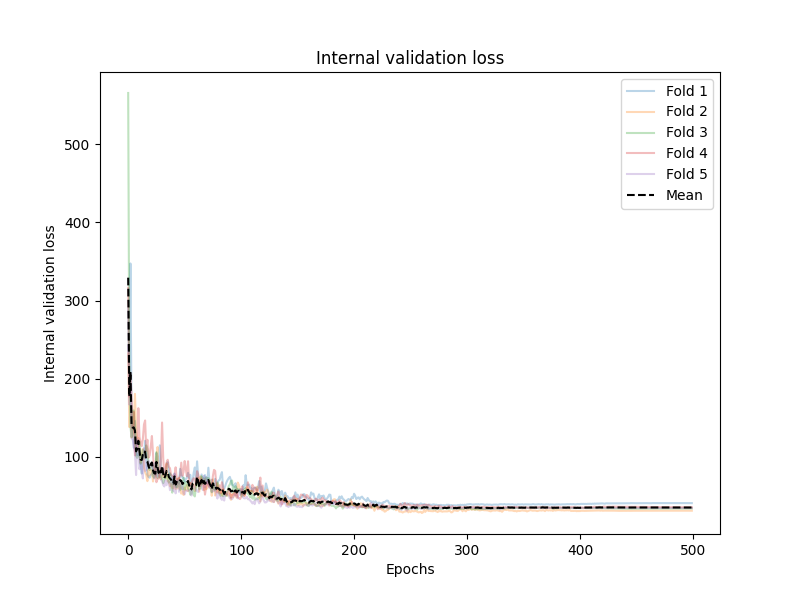 Internal validation loss
Fold 1
Fold 2
Fold 3
Fold 4
Fold 5
Mean
Internal validation loss
500
400
300
200
100
0
100
200
300
400
500
Epochs